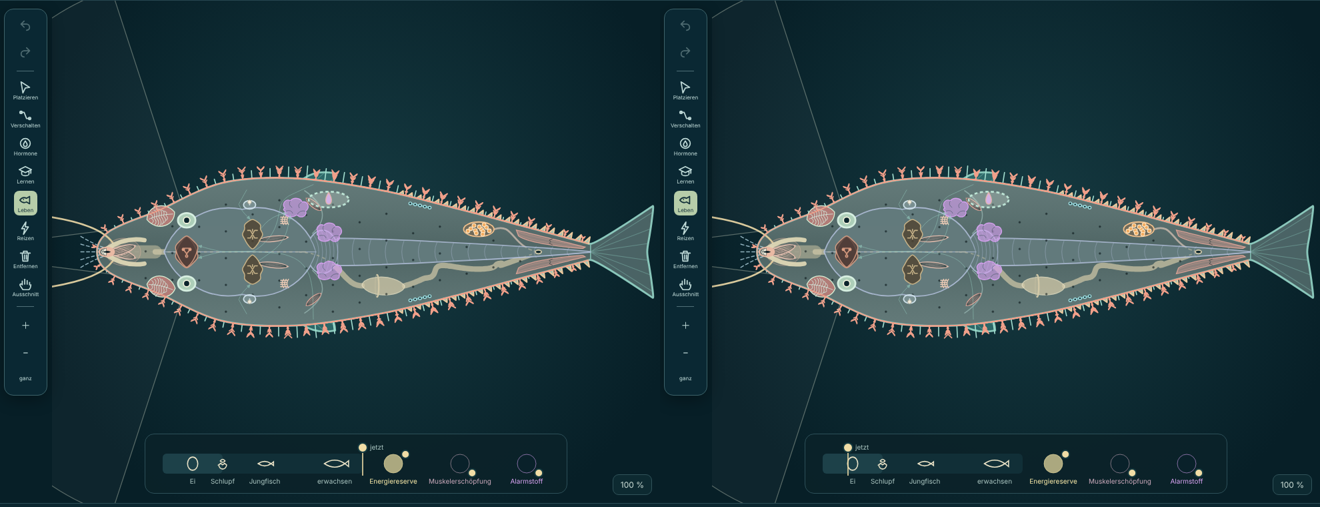 Platzieren
Verschalten
Hormone
Lernen
Leben
Reizen
Entfernen
Ausschnitt
+
-
ganz
jetzt
Ei Schlupf Jungfisch erwachsen Energiereserve Muskelerschöpfung Alarmstoff
100 %
Platzieren
Verschalten
Hormone
Lernen
Leben
Reizen
Entfernen
Ausschnitt
+
-
ganz
jetzt
Ei Schlupf Jungfisch erwachsen Energiereserve Muskelerschöpfung Alarmstoff
100 %